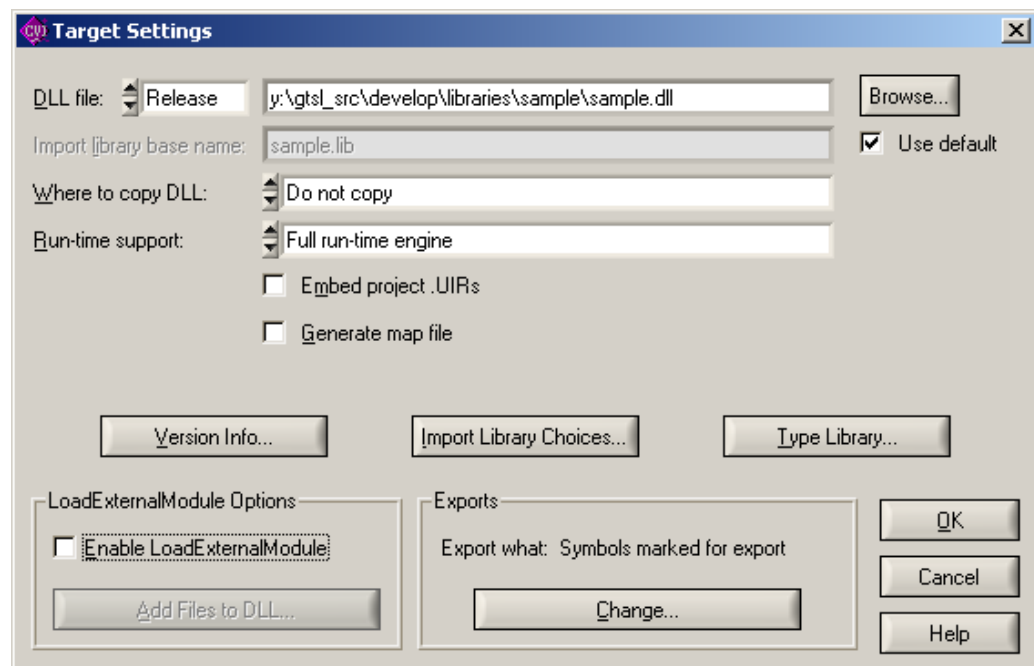 CVI Target Settings
DLL file: Release y:\gtsl_src\develop\libraries\sample\sample.dll Browse...
Import library base name: sample.lib Use default
Where to copy DLL: Do not copy
Run-time support: Full run-time engine
Embed project .UIRs
Generate map file
Version Info... Import Library Choices... Type Library...
LoadExternalModule Options
Enable LoadExternalModule
Add Files to DLL...
Exports
Export what: Symbols marked for export
Change...
OK
Cancel
Help